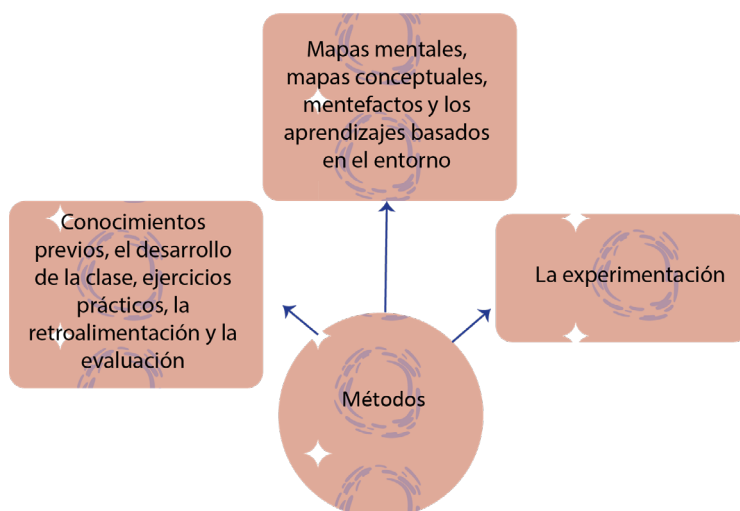 Mapas mentales,
mapas conceptuales,
mentefactos y los
aprendizajes basados
en el entorno
Conocimientos
previos, el desarrollo
de la clase, ejercicios
prácticos, la
retroalimentación y la
evaluación
La experimentación
Métodos